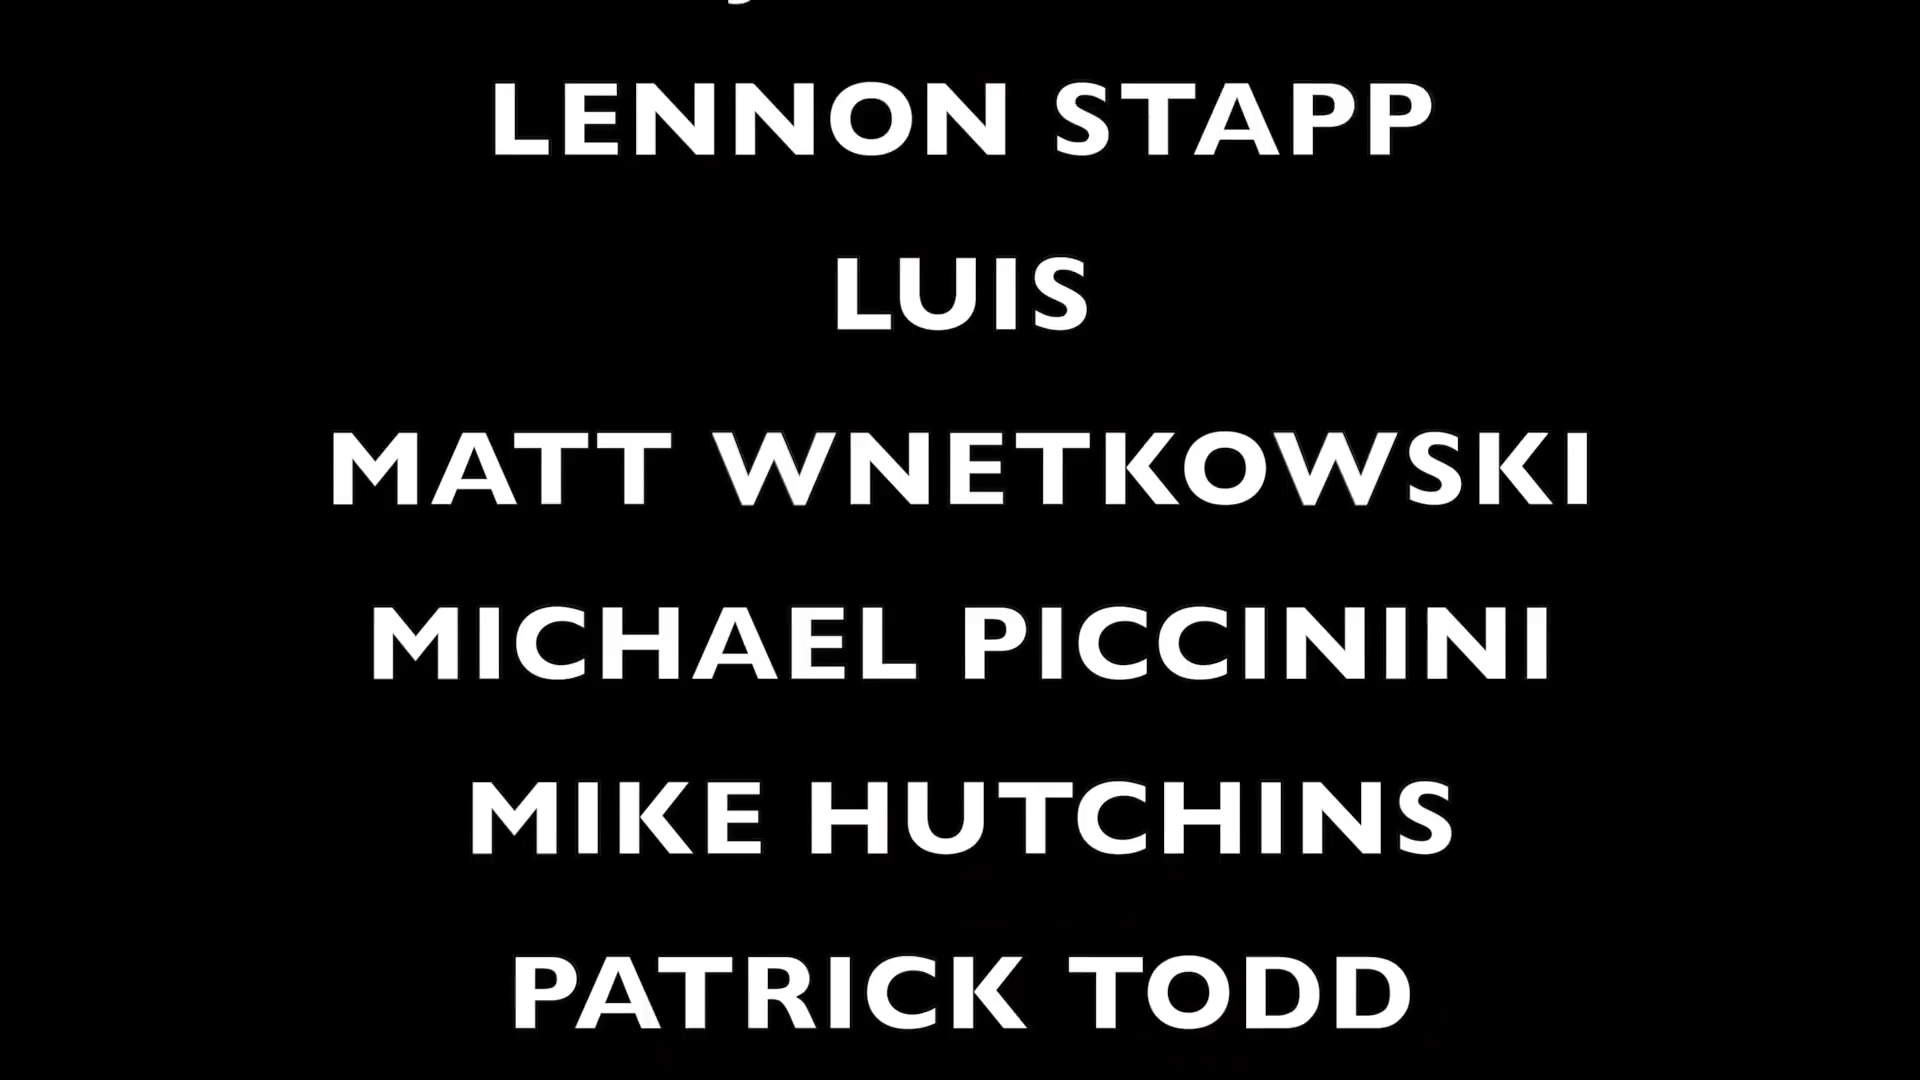 LENNON STAPP
LUIS
MATT WNETKOWSKI
MICHAEL PICCININI
MIKE HUTCHINS
PATRICK TODD